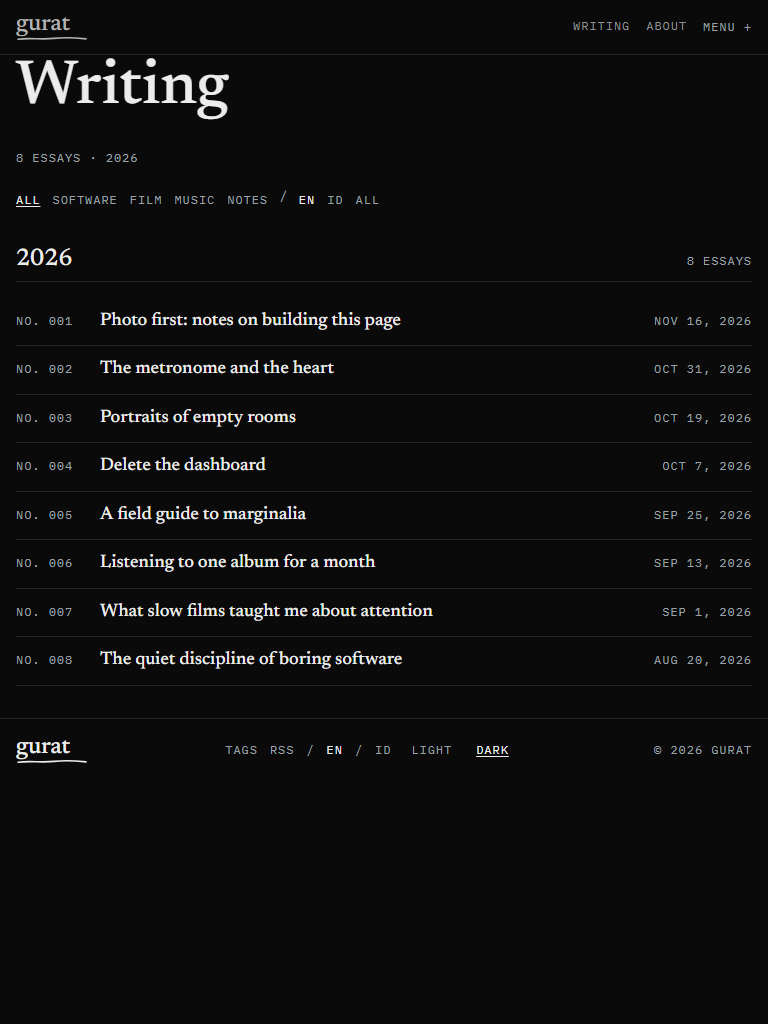 gurat WRITING ABOUT MENU +
Writing
8 ESSAYS · 2026
ALL SOFTWARE FILM MUSIC NOTES / EN ID ALL
2026 8 ESSAYS
NO. 001 Photo first: notes on building this page NOV 16, 2026
NO. 002 The metronome and the heart OCT 31, 2026
NO. 003 Portraits of empty rooms OCT 19, 2026
NO. 004 Delete the dashboard OCT 7, 2026
NO. 005 A field guide to marginalia SEP 25, 2026
NO. 006 Listening to one album for a month SEP 13, 2026
NO. 007 What slow films taught me about attention SEP 1, 2026
NO. 008 The quiet discipline of boring software AUG 20, 2026
gurat TAGS RSS / EN / ID LIGHT DARK © 2026 GURAT